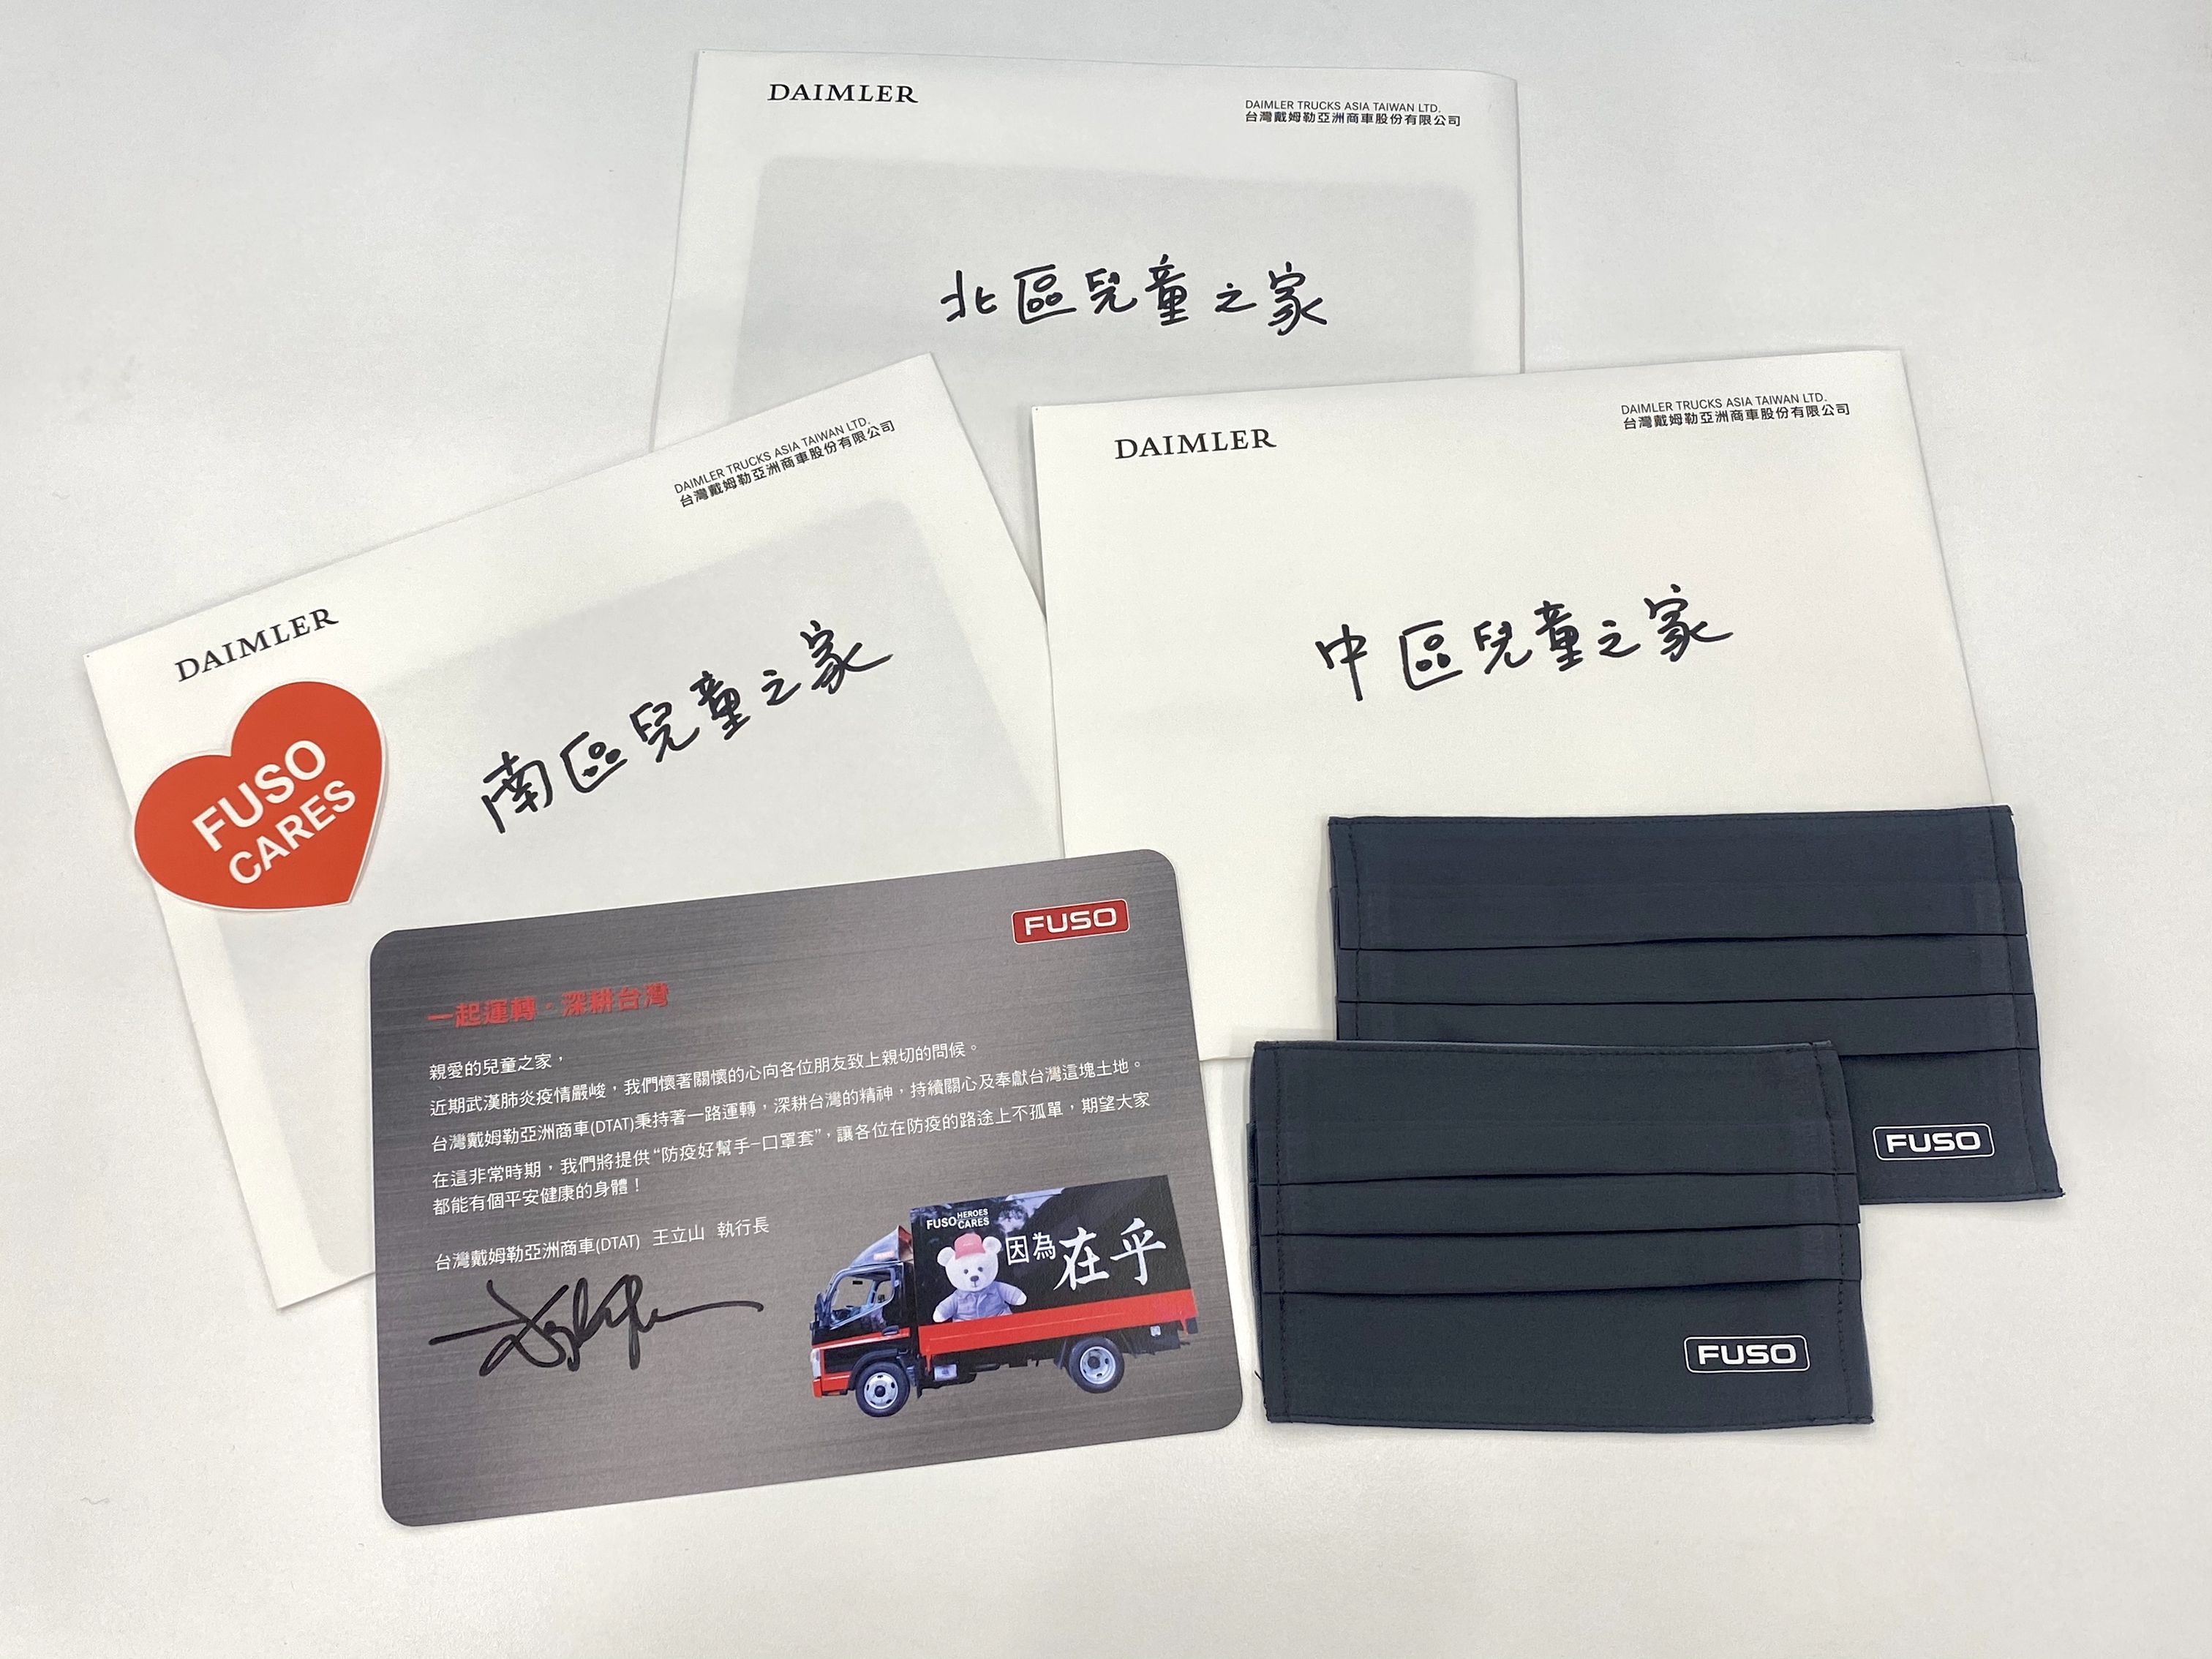 DAIMLER
DAIMLER TRUCKS ASIA TAIWAN LTD.
台灣戴姆勒亞洲商車股份有限公司
北區兒童之家
DAIMLER
DAIMLER TRUCKS ASIA TAIWAN LTD.
台灣戴姆勒亞洲商車股份有限公司
南區兒童之家
FUSO
CARES
DAIMLER
DAIMLER TRUCKS ASIA TAIWAN LTD.
台灣戴姆勒亞洲商車股份有限公司
中區兒童之家
FUSO
一起運轉·深耕台灣
親愛的兒童之家，
近期武漢肺炎疫情嚴峻，我們懷著關懷的心向各位朋友致上親切的問候。
台灣戴姆勒亞洲商車(DTAT)秉持著一路運轉，深耕台灣的精神，持續關心及奉獻台灣這塊土地。
在這非常時期，我們將提供“防疫好幫手–口罩套”，讓各位在防疫的路途上不孤單，期望大家
都能有個平安健康的身體！
台灣戴姆勒亞洲商車(DTAT) 王立山 執行長
FUSO HEROES CARES
因為在乎
FUSO
FUSO